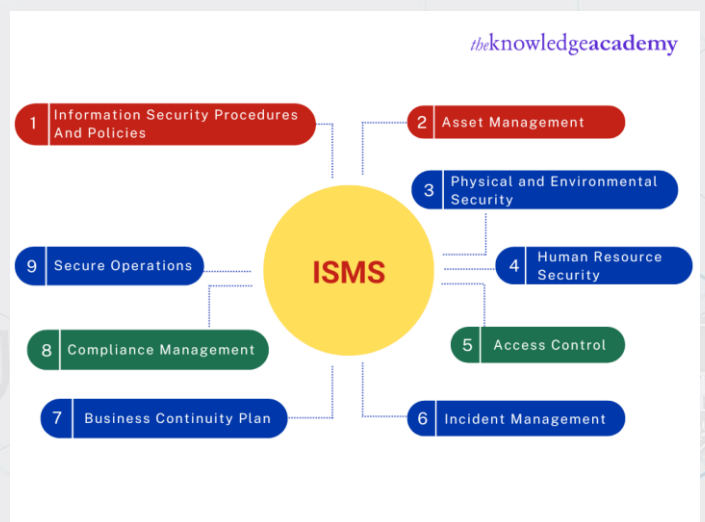 theknowledgeacademy
1 Information Security Procedures
And Policies
2 Asset Management
3 Physical and Environmental
Security
9 Secure Operations
ISMS
4 Human Resource
Security
8 Compliance Management
5 Access Control
7 Business Continuity Plan
6 Incident Management